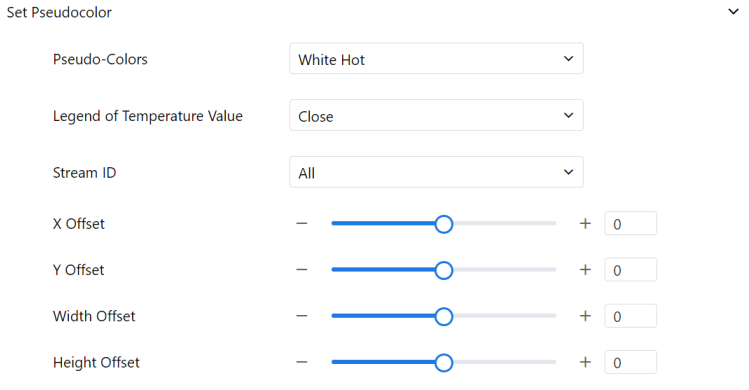 Set Pseudocolor
Pseudo-Colors White Hot
Legend of Temperature Value Close
Stream ID All
X Offset − + 0
Y Offset − + 0
Width Offset − + 0
Height Offset − + 0